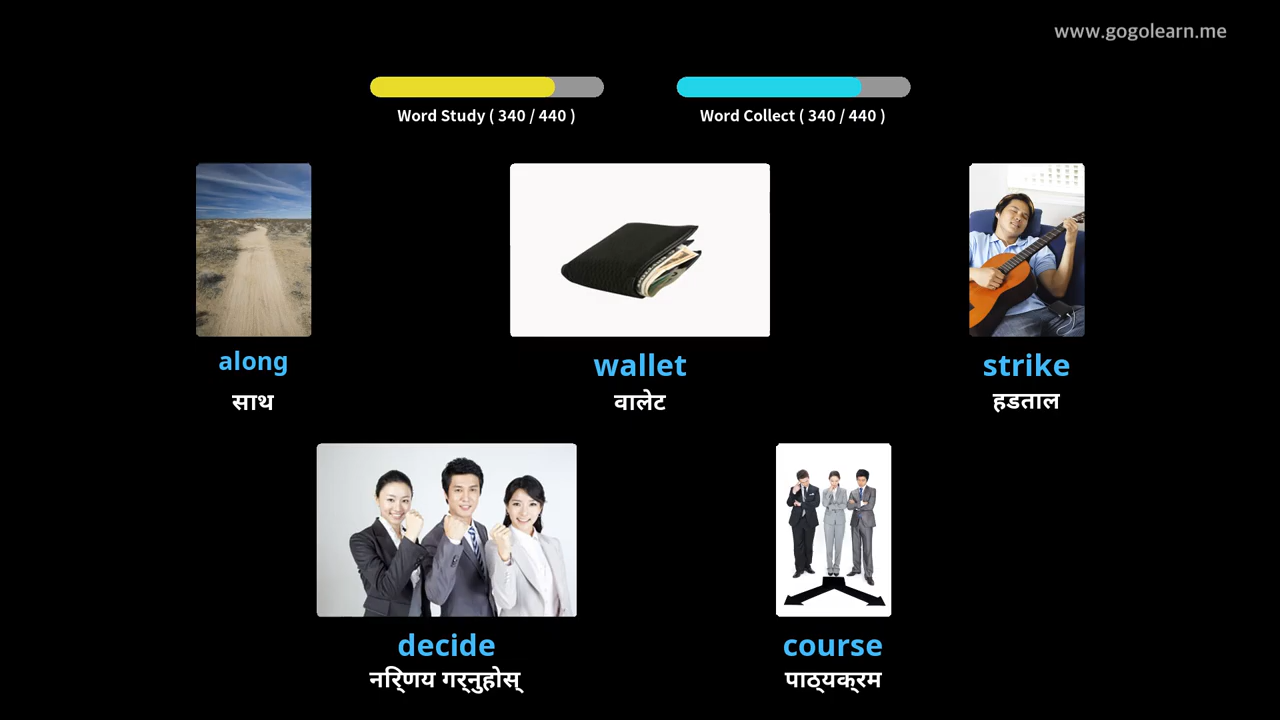 www.gogolearn.me
Word Study ( 340 / 440 )
Word Collect ( 340 / 440 )
along
wallet
strike
साथ
वालेट
हडताल
decide
course
निर्णय गर्नुहोस्
पाठ्यक्रम